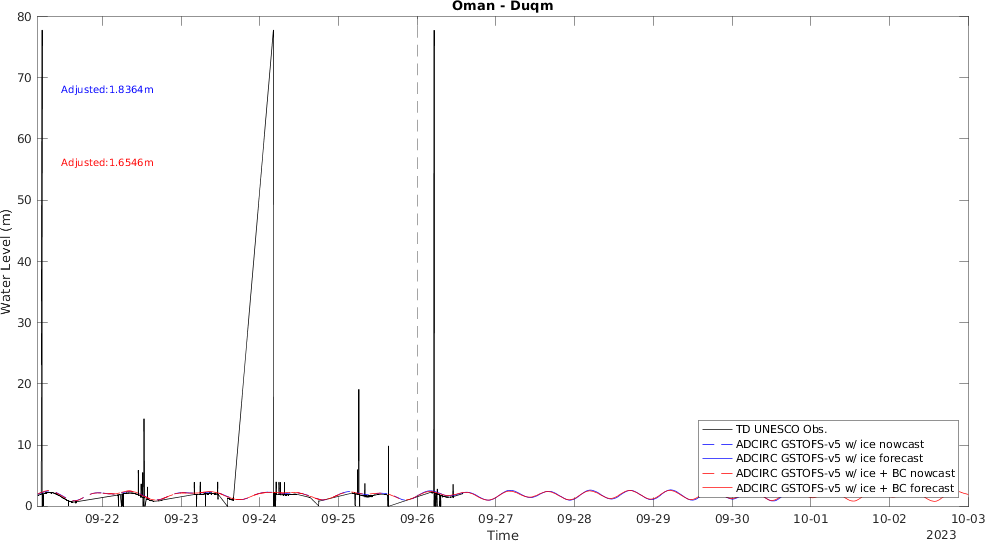 Oman - Duqm
80
70
60
50
40
30
20
10
0
Water Level (m)
Adjusted:1.8364m
Adjusted:1.6546m
TD UNESCO Obs.
ADCIRC GSTOFS-v5 w/ ice nowcast
ADCIRC GSTOFS-v5 w/ ice forecast
ADCIRC GSTOFS-v5 w/ ice + BC nowcast
ADCIRC GSTOFS-v5 w/ ice + BC forecast
09-22 09-23 09-24 09-25 09-26 09-27 09-28 09-29 09-30 10-01 10-02 10-03
Time
2023